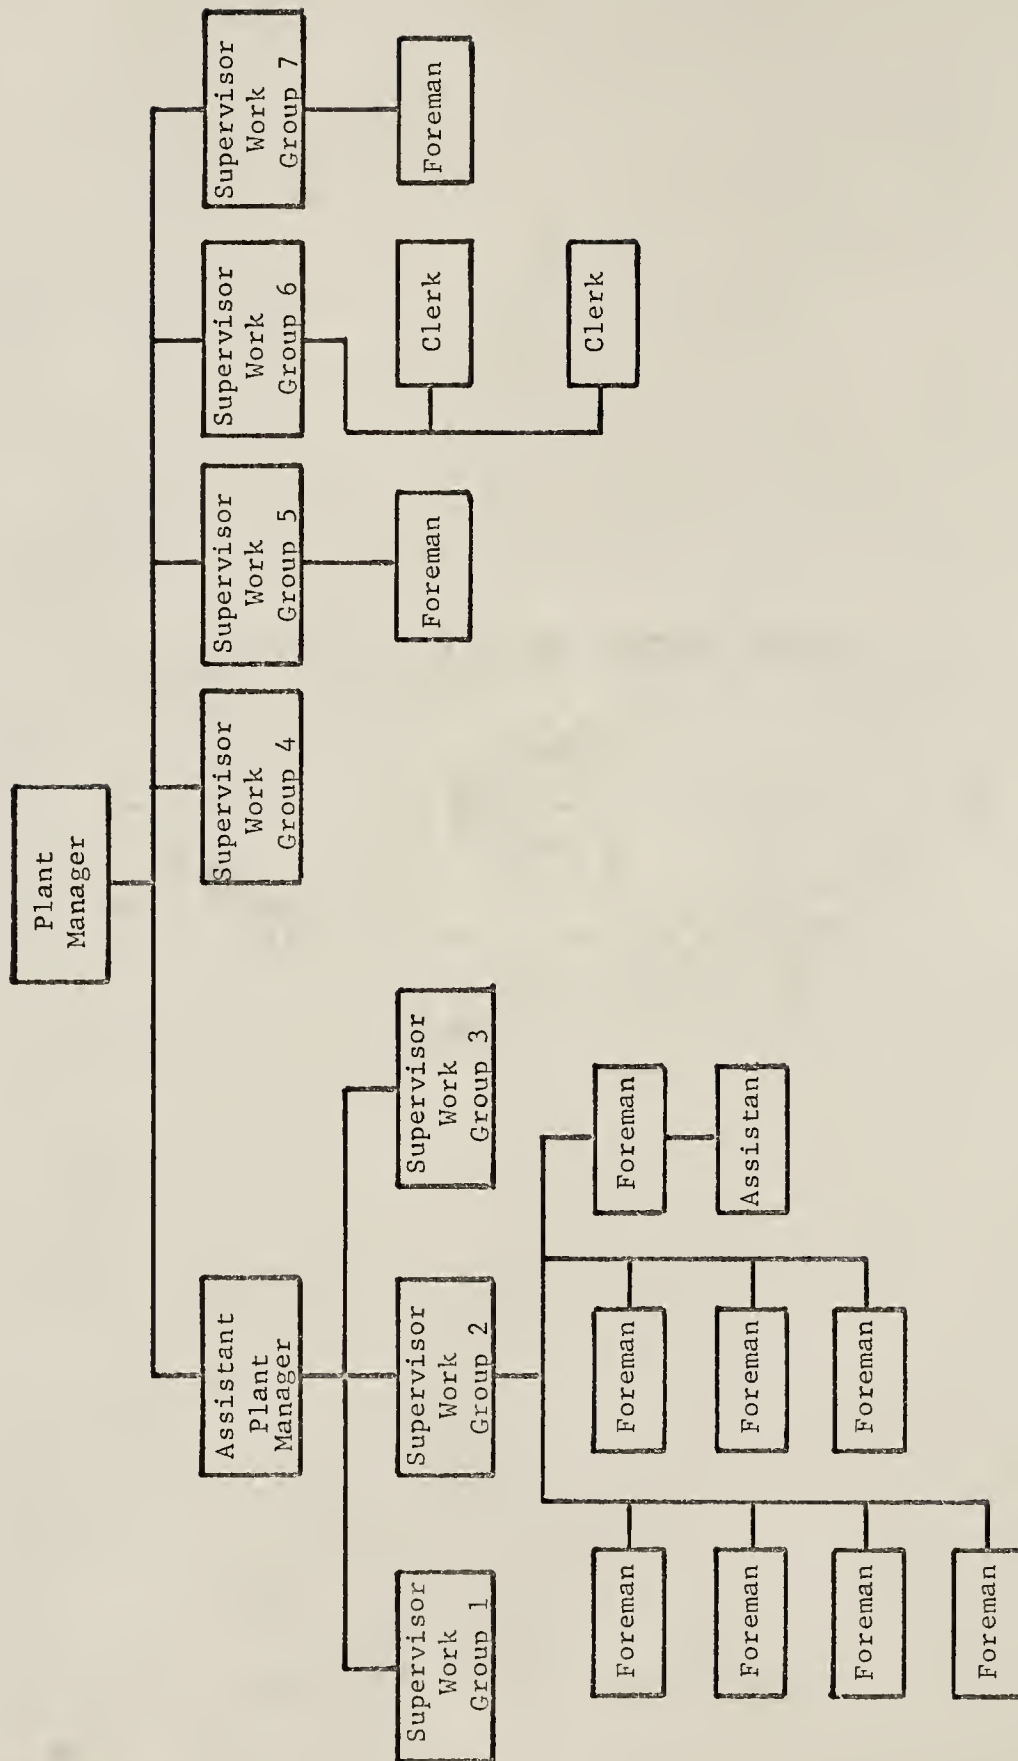 Plant
Manager
Assistant
Plant
Manager
Supervisor
Work
Group 4
Supervisor
Work
Group 5
Supervisor
Work
Group 6
Supervisor
Work
Group 7
Supervisor
Work
Group 1
Supervisor
Work
Group 2
Supervisor
Work
Group 3
Foreman
Clerk
Foreman
Clerk
Foreman
Foreman
Foreman
Foreman
Foreman
Assistant
Foreman
Foreman
Foreman